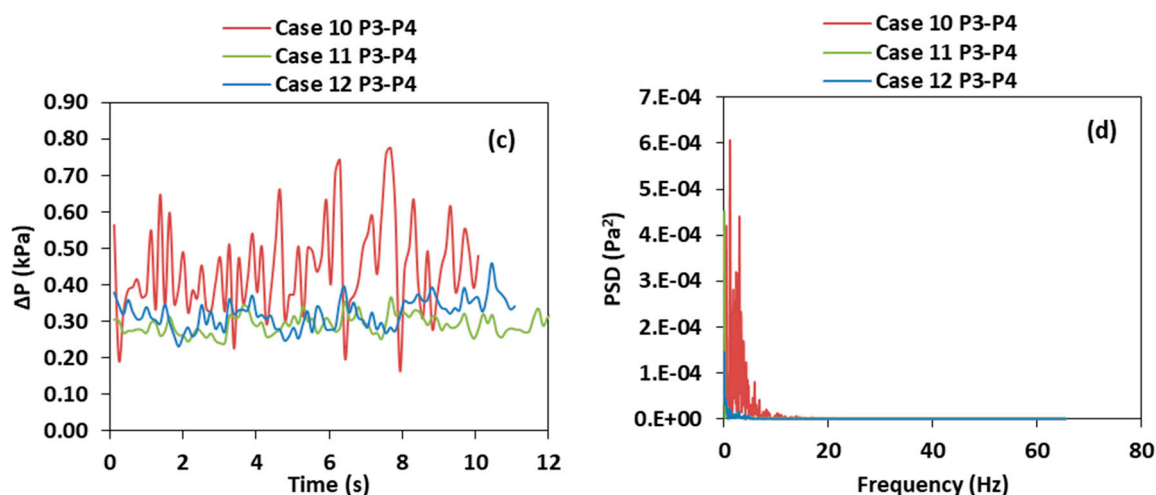 Case 10 P3-P4
Case 11 P3-P4
Case 12 P3-P4
(c)
ΔP (kPa)
0.90
0.80
0.70
0.60
0.50
0.40
0.30
0.20
0.10
0.00
0 2 4 6 8 10 12
Time (s)
Case 10 P3-P4
Case 11 P3-P4
Case 12 P3-P4
(d)
PSD (Pa²)
7.E-04
6.E-04
5.E-04
4.E-04
3.E-04
2.E-04
1.E-04
0.E+00
0 20 40 60 80
Frequency (Hz)